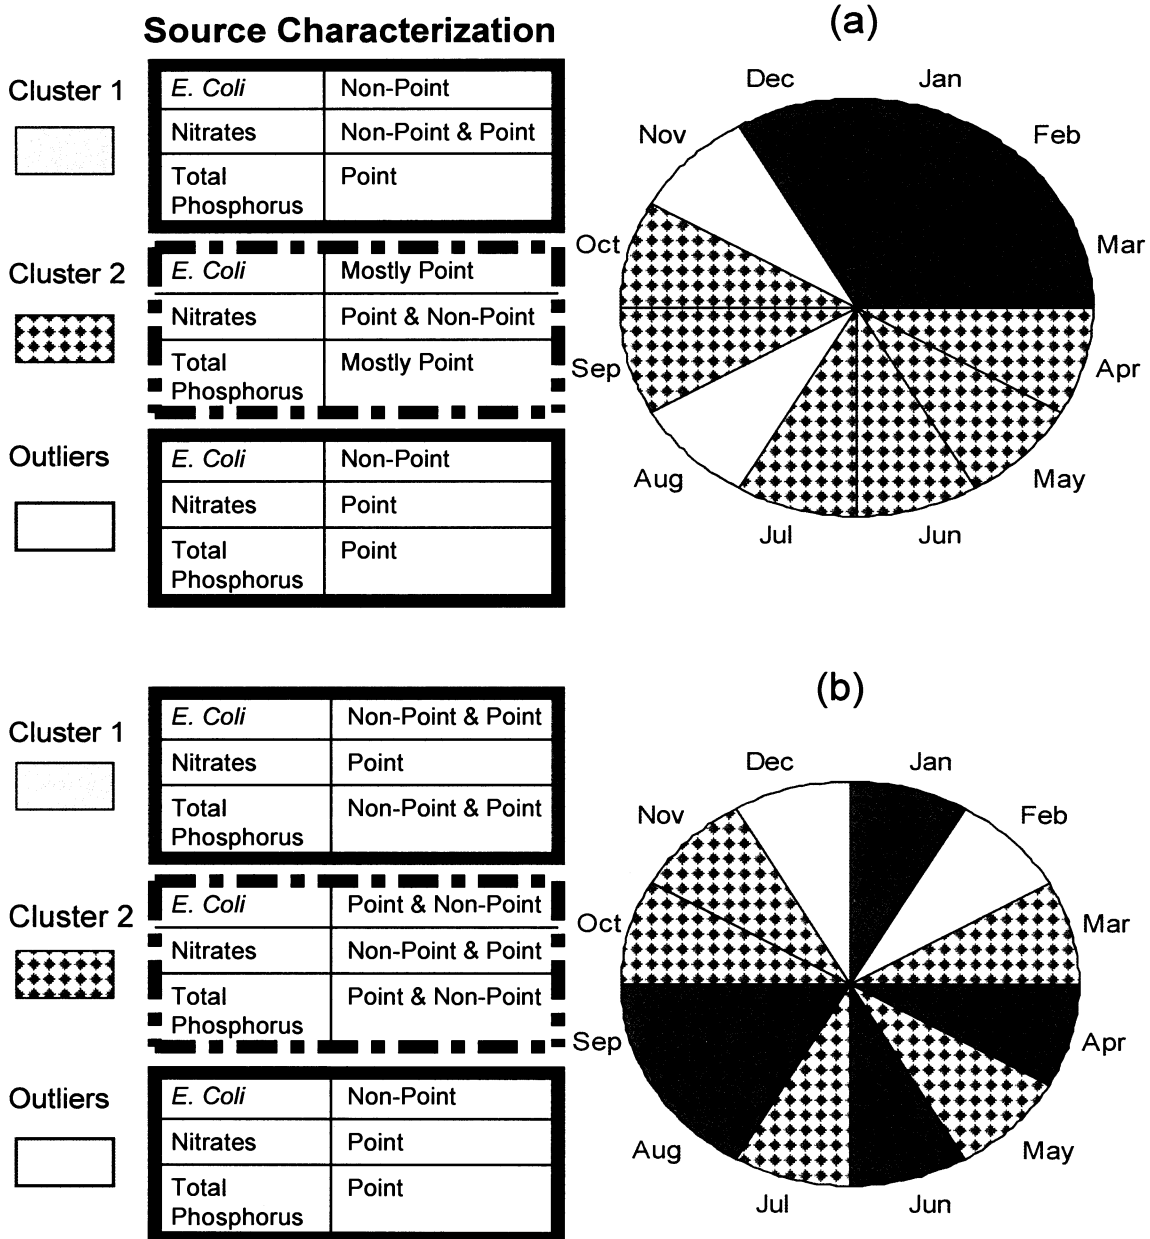 Source Characterization
(a)
Cluster 1
E. Coli
Non-Point
Nitrates
Non-Point & Point
Total
Phosphorus
Point
Cluster 2
E. Coli
Mostly Point
Nitrates
Point & Non-Point
Total
Phosphorus
Mostly Point
Outliers
E. Coli
Non-Point
Nitrates
Point
Total
Phosphorus
Point
Dec
Jan
Nov
Feb
Oct
Mar
Sep
Apr
Aug
May
Jul
Jun
(b)
Cluster 1
E. Coli
Non-Point & Point
Nitrates
Point
Total
Phosphorus
Non-Point & Point
Cluster 2
E. Coli
Point & Non-Point
Nitrates
Non-Point & Point
Total
Phosphorus
Point & Non-Point
Outliers
E. Coli
Non-Point
Nitrates
Point
Total
Phosphorus
Point
Dec
Jan
Nov
Feb
Oct
Mar
Sep
Apr
Aug
May
Jul
Jun